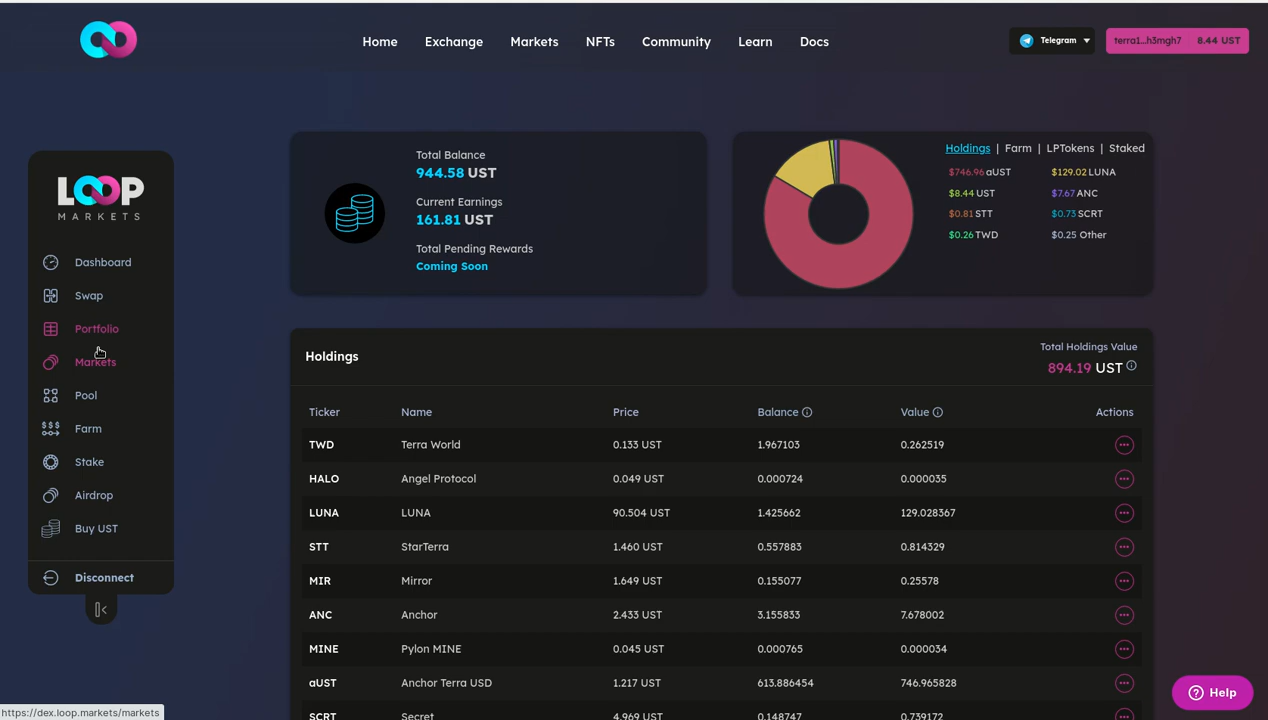 Home Exchange Markets NFTs Community Learn Docs
Telegram
terra1...h3mgh7 8.44 UST
LOOP
MARKETS
Dashboard
Swap
Portfolio
Markets
Pool
Farm
Stake
Airdrop
Buy UST
Disconnect
Total Balance
944.58 UST
Current Earnings
161.81 UST
Total Pending Rewards
Coming Soon
Holdings | Farm | LPTokens | Staked
$746.96 aUST $129.02 LUNA
$8.44 UST $7.67 ANC
$0.81 STT $0.73 SCRT
$0.26 TWD $0.25 Other
Holdings
Total Holdings Value
894.19 UST
Ticker Name Price Balance Value Actions
TWD Terra World 0.133 UST 1.967103 0.262519
HALO Angel Protocol 0.049 UST 0.000724 0.000035
LUNA LUNA 90.504 UST 1.425662 129.028367
STT StarTerra 1.460 UST 0.557883 0.814329
MIR Mirror 1.649 UST 0.155077 0.25578
ANC Anchor 2.433 UST 3.155833 7.678002
MINE Pylon MINE 0.045 UST 0.000765 0.000034
aUST Anchor Terra USD 1.217 UST 613.886454 746.965828
SCRT Secret 4.969 UST 0.148747 0.739172
Help
https://dex.loop.markets/markets